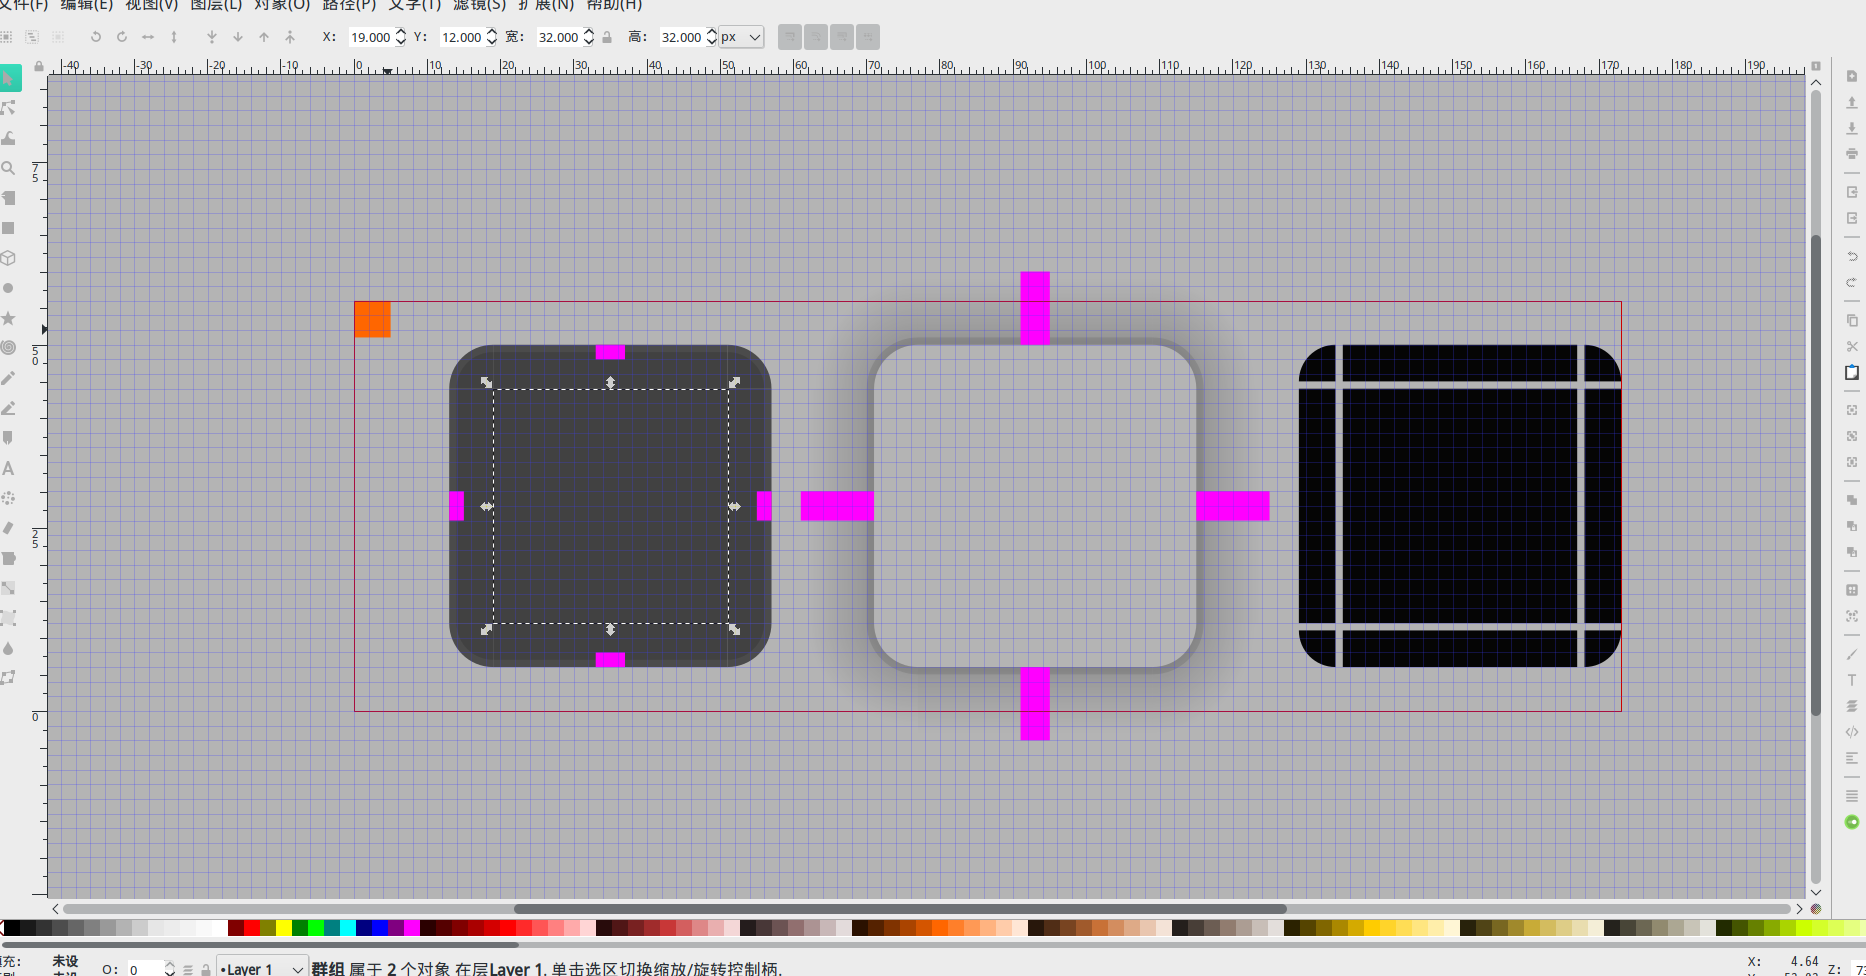 文件(F) 编辑(E) 视图(V) 图层(L) 对象(O) 路径(P) 文字(T) 滤镜(S) 扩展(N) 帮助(H)
X: 19.000 Y: 12.000 宽: 32.000 高: 32.000 px
-40 -30 -20 -10 0 10 20 30 40 50 60 70 80 90 100 110 120 130 140 150 160 170 180 190
75
50
25
0
填充: 未设
O: 0 •Layer 1 群组 属于 2 个对象 在层Layer 1. 单击选区切换缩放/旋转控制柄.
X: 4.64
Z: